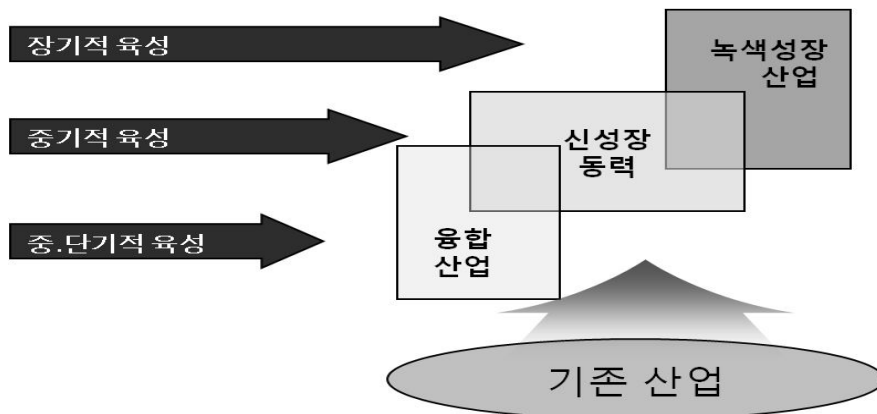 장기적 육성
녹색성장
산업
중기적 육성
신성장
동력
중.단기적 육성
융합
산업
기존 산업